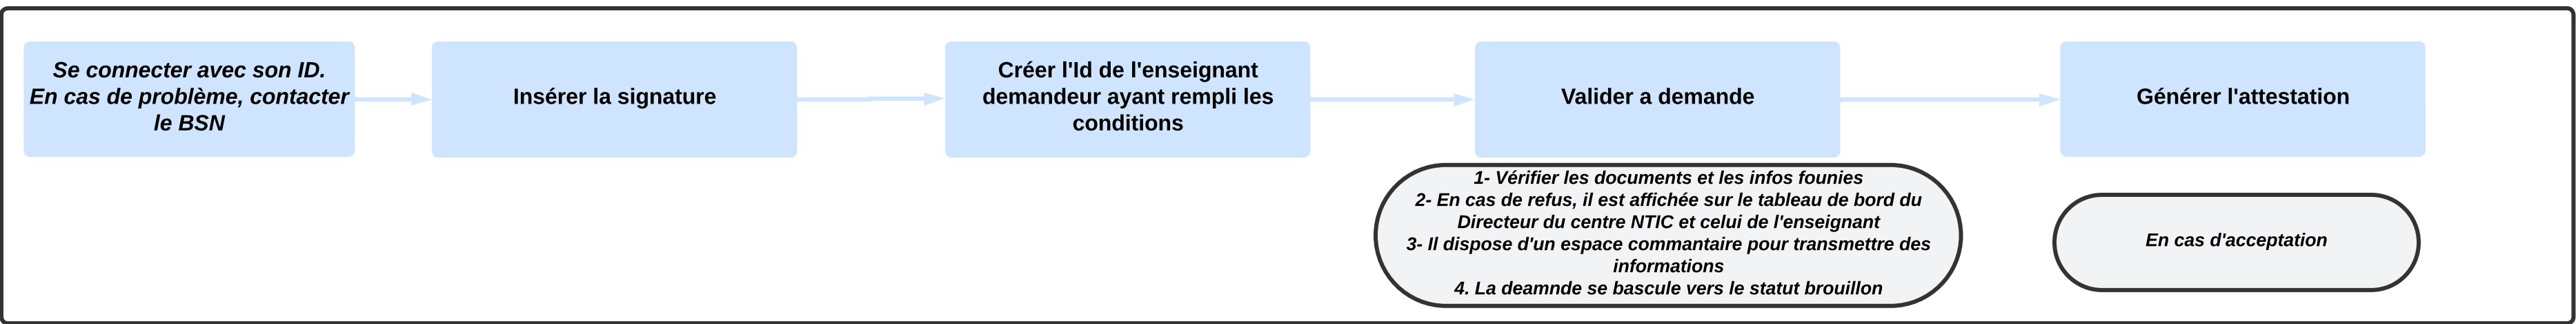 Se connecter avec son ID.
En cas de problème, contacter
le BSN
Insérer la signature
Créer l'Id de l'enseignant
demandeur ayant rempli les
conditions
Valider a demande
Générer l'attestation
1- Vérifier les documents et les infos founies
2- En cas de refus, il est affichée sur le tableau de bord du
Directeur du centre NTIC et celui de l'enseignant
3- Il dispose d'un espace commantaire pour transmettre des
informations
4. La deamnde se bascule vers le statut brouillon
En cas d'acceptation